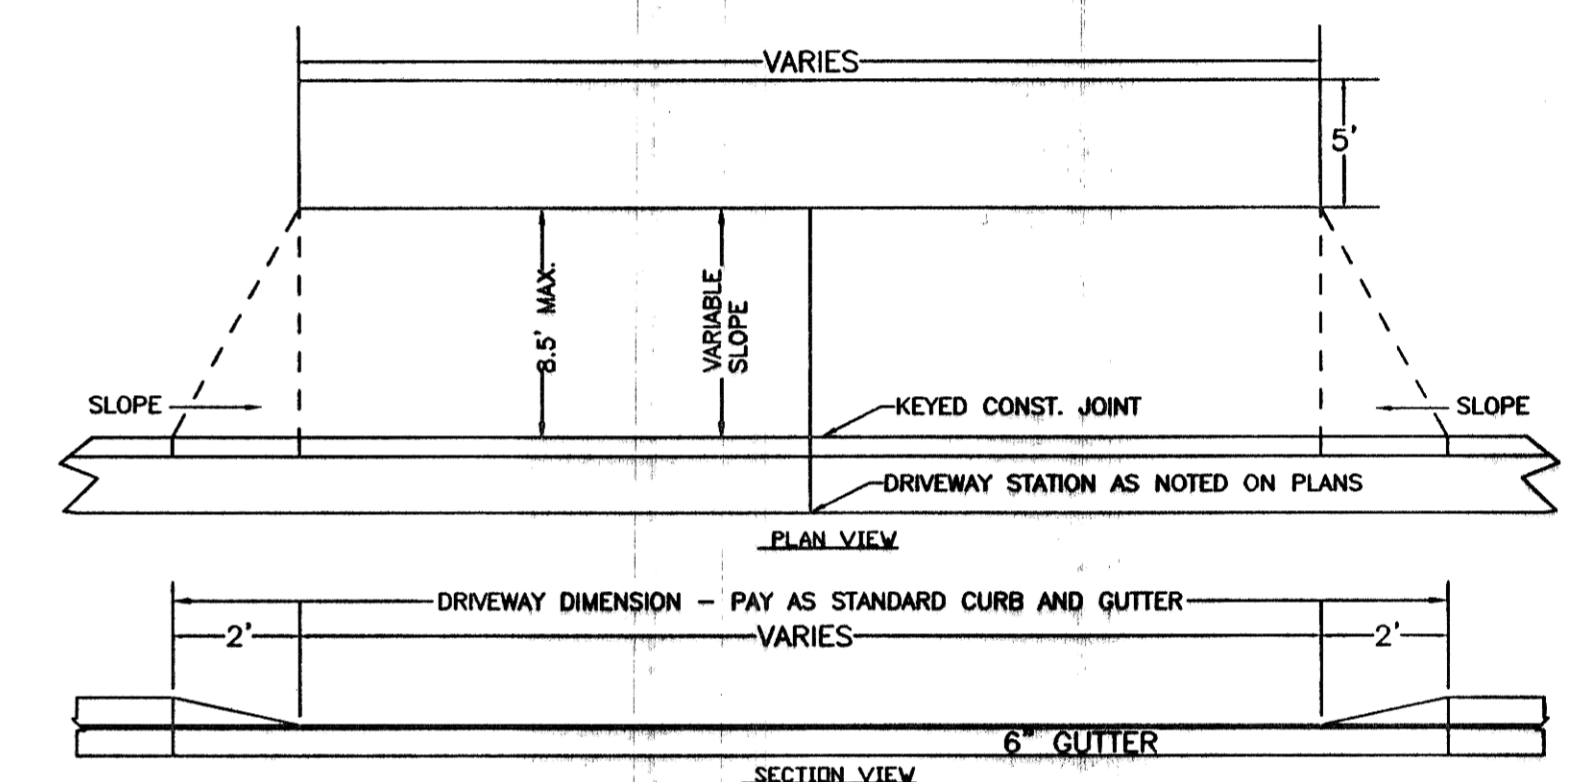 VARIES
5'
8.5' MAX.
VARIABLE
SLOPE
SLOPE
KEYED CONST. JOINT
SLOPE
DRIVEWAY STATION AS NOTED ON PLANS
PLAN VIEW
DRIVEWAY DIMENSION - PAY AS STANDARD CURB AND GUTTER
2'
VARIES
2'
6" GUTTER
SECTION VIEW